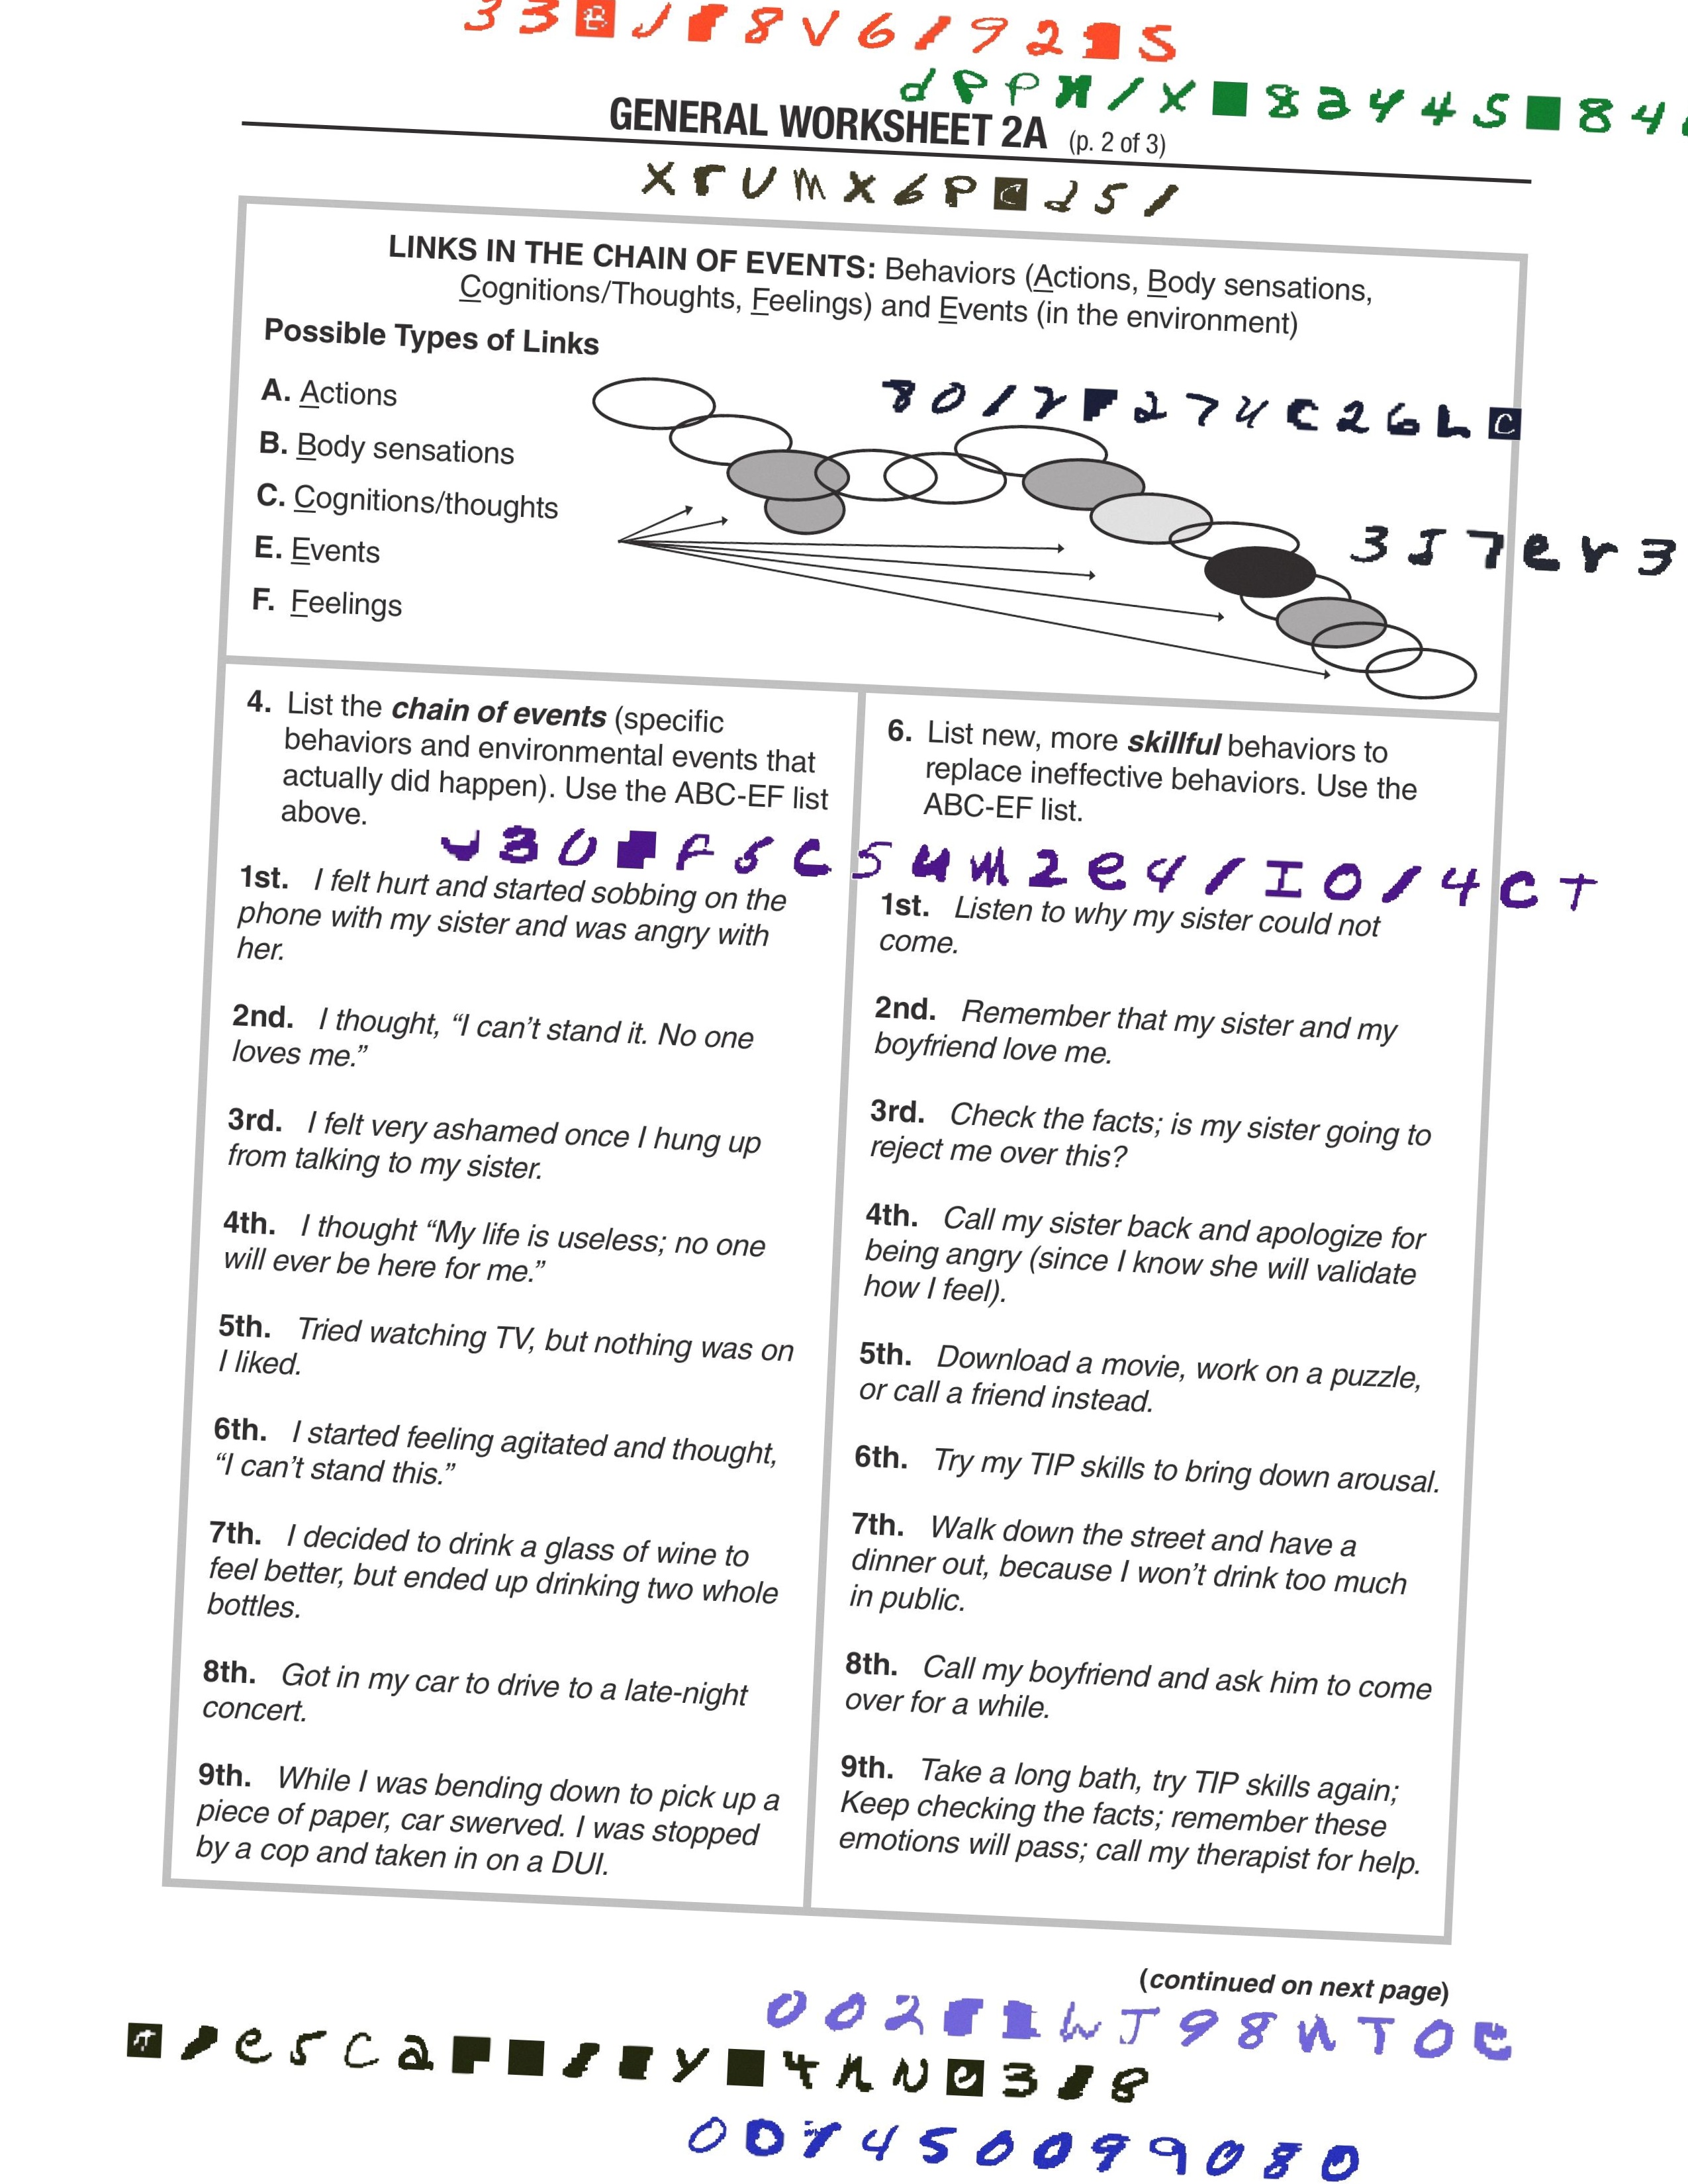 GENERAL WORKSHEET 2A (p. 2 of 3)
LINKS IN THE CHAIN OF EVENTS: Behaviors (Actions, Body sensations,
Cognitions/Thoughts, Feelings) and Events (in the environment)
Possible Types of Links
A. Actions
B. Body sensations
C. Cognitions/thoughts
E. Events
F. Feelings
4. List the chain of events (specific
behaviors and environmental events that
actually did happen). Use the ABC-EF list
above.
1st. I felt hurt and started sobbing on the
phone with my sister and was angry with
her.
2nd. I thought, “I can’t stand it. No one
loves me.”
3rd. I felt very ashamed once I hung up
from talking to my sister.
4th. I thought “My life is useless; no one
will ever be here for me.”
5th. Tried watching TV, but nothing was on
I liked.
6th. I started feeling agitated and thought,
“I can’t stand this.”
7th. I decided to drink a glass of wine to
feel better, but ended up drinking two whole
bottles.
8th. Got in my car to drive to a late-night
concert.
9th. While I was bending down to pick up a
piece of paper, car swerved. I was stopped
by a cop and taken in on a DUI.
6. List new, more skillful behaviors to
replace ineffective behaviors. Use the
ABC-EF list.
1st. Listen to why my sister could not
come.
2nd. Remember that my sister and my
boyfriend love me.
3rd. Check the facts; is my sister going to
reject me over this?
4th. Call my sister back and apologize for
being angry (since I know she will validate
how I feel).
5th. Download a movie, work on a puzzle,
or call a friend instead.
6th. Try my TIP skills to bring down arousal.
7th. Walk down the street and have a
dinner out, because I won’t drink too much
in public.
8th. Call my boyfriend and ask him to come
over for a while.
9th. Take a long bath, try TIP skills again;
Keep checking the facts; remember these
emotions will pass; call my therapist for help.
(continued on next page)